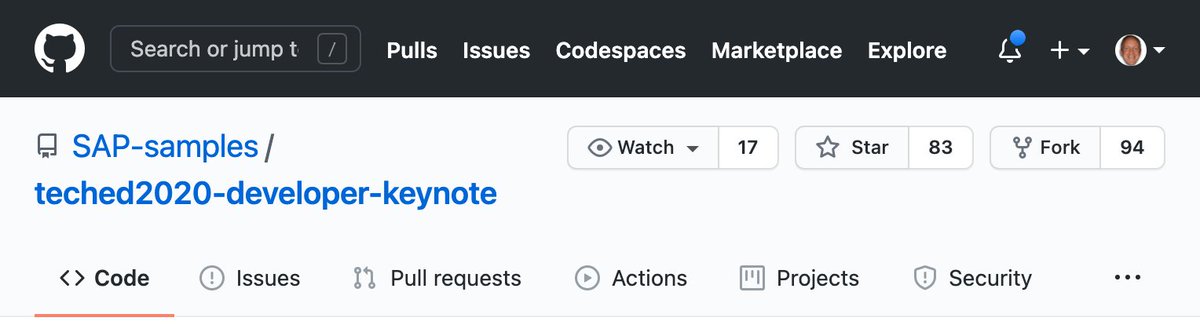 Search or jump t / Pulls Issues Codespaces Marketplace Explore
SAP-samples / Watch 17 Star 83 Fork 94
teched2020-developer-keynote
Code Issues Pull requests Actions Projects Security